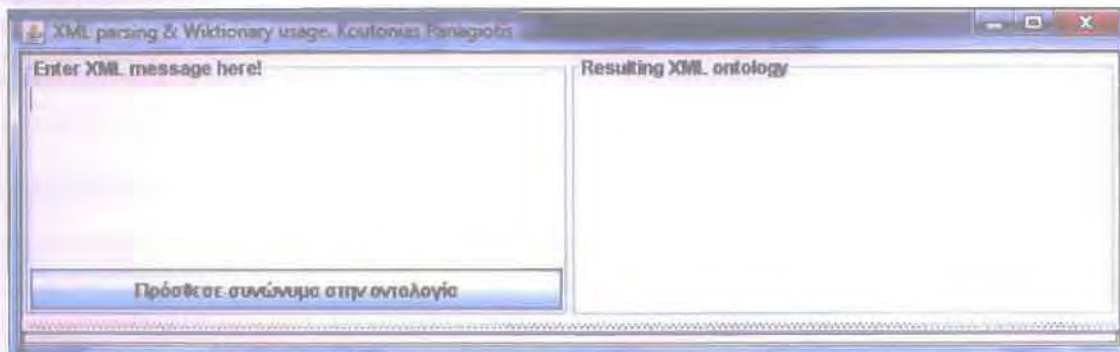 XML parsing & Wiktionary usage. Koutonias Panagiotis
Enter XML message here!
Resulting XML ontology
Πρόσθεσε συνώνυμα στην οντολογία